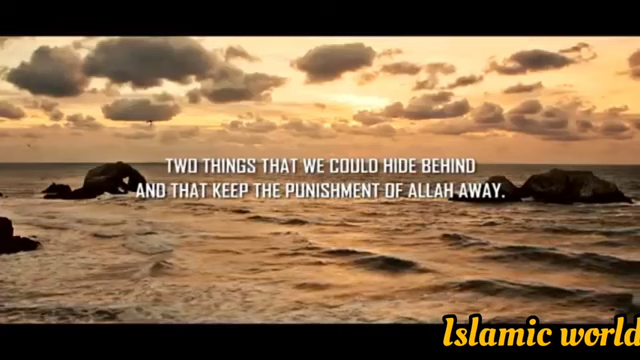 TWO THINGS THAT WE COULD HIDE BEHIND
AND THAT KEEP THE PUNISHMENT OF ALLAH AWAY.
Islamic world